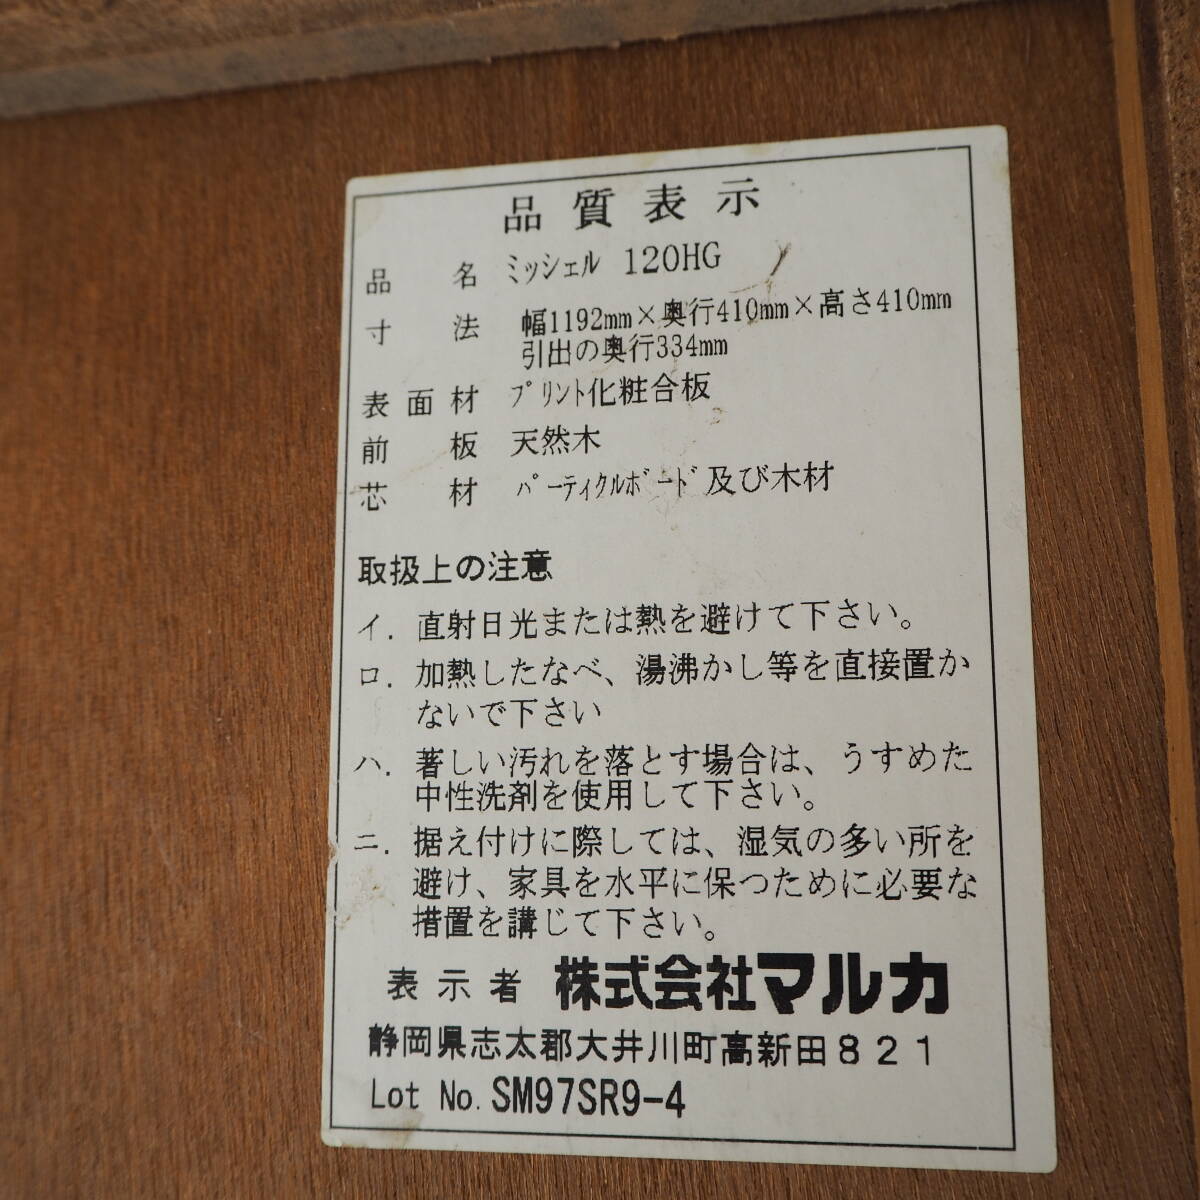 品質表示
品名 ミッシェル 120HG
寸法 幅1192mm×奥行410mm×高さ410mm
引出の奥行334mm
表面材 プリント化粧合板
前板 天然木
芯材 パーティクルボード及び木材
取扱上の注意
イ. 直射日光または熱を避けて下さい。
ロ. 加熱したなべ、湯沸かし等を直接置か
ないで下さい
ハ. 著しい汚れを落とす場合は、うすめた
中性洗剤を使用して下さい。
ニ. 据え付けに際しては、湿気の多い所を
避け、家具を水平に保つために必要な
措置を講じて下さい。
表示者 株式会社マルカ
静岡県志太郡大井川町高新田821
Lot No. SM97SR9-4